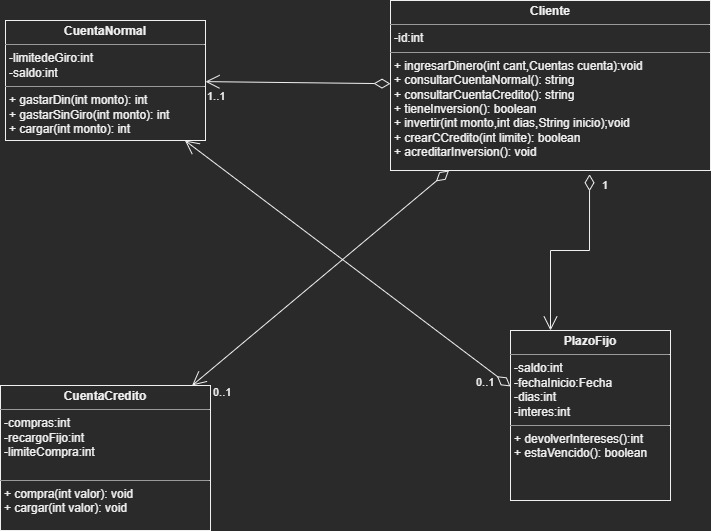 CuentaNormal
-limitedeGiro:int
-saldo:int
+ gastarDin(int monto): int
+ gastarSinGiro(int monto): int
+ cargar(int monto): int
1..1
Cliente
-id:int
+ ingresarDinero(int cant,Cuentas cuenta):void
+ consultarCuentaNormal(): string
+ consultarCuentaCredito(): string
+ tieneInversion(): boolean
+ invertir(int monto,int dias,String inicio);void
+ crearCCredito(int limite): boolean
+ acreditarInversion(): void
1
PlazoFijo
-saldo:int
-fechaInicio:Fecha
-dias:int
-interes:int
+ devolverIntereses():int
+ estaVencido(): boolean
0..1
CuentaCredito
-compras:int
-recargoFijo:int
-limiteCompra:int
+ compra(int valor): void
+ cargar(int valor): void
0..1